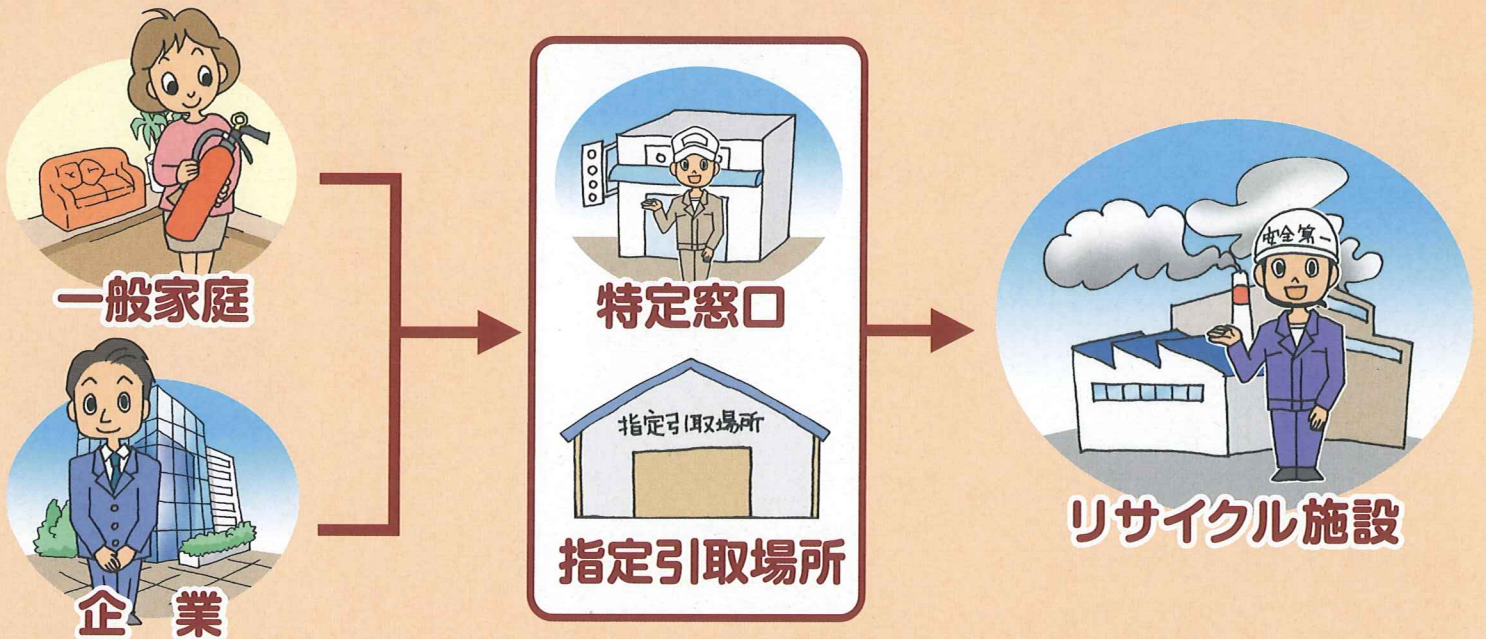 一般家庭
企業
特定窓口
指定引取場所
指定引取場所
安全第一
リサイクル施設